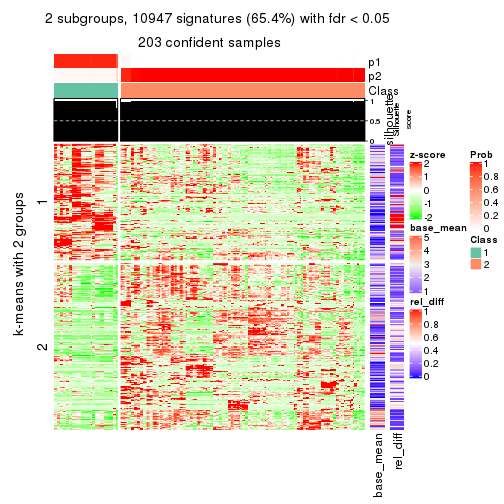 2 subgroups, 10947 signatures (65.4%) with fdr < 0.05
203 confident samples
p1
p2
Class
1
0.5
0
silhouette
Silhouette
score
k-means with 2 groups
1
2
base_mean
rel_diff
z-score
2
1
0
-1
-2
base_mean
5
4
3
2
1
rel_diff
1
0.8
0.6
0.4
0.2
0
Prob
1
0.8
0.6
0.4
0.2
0
Class
1
2